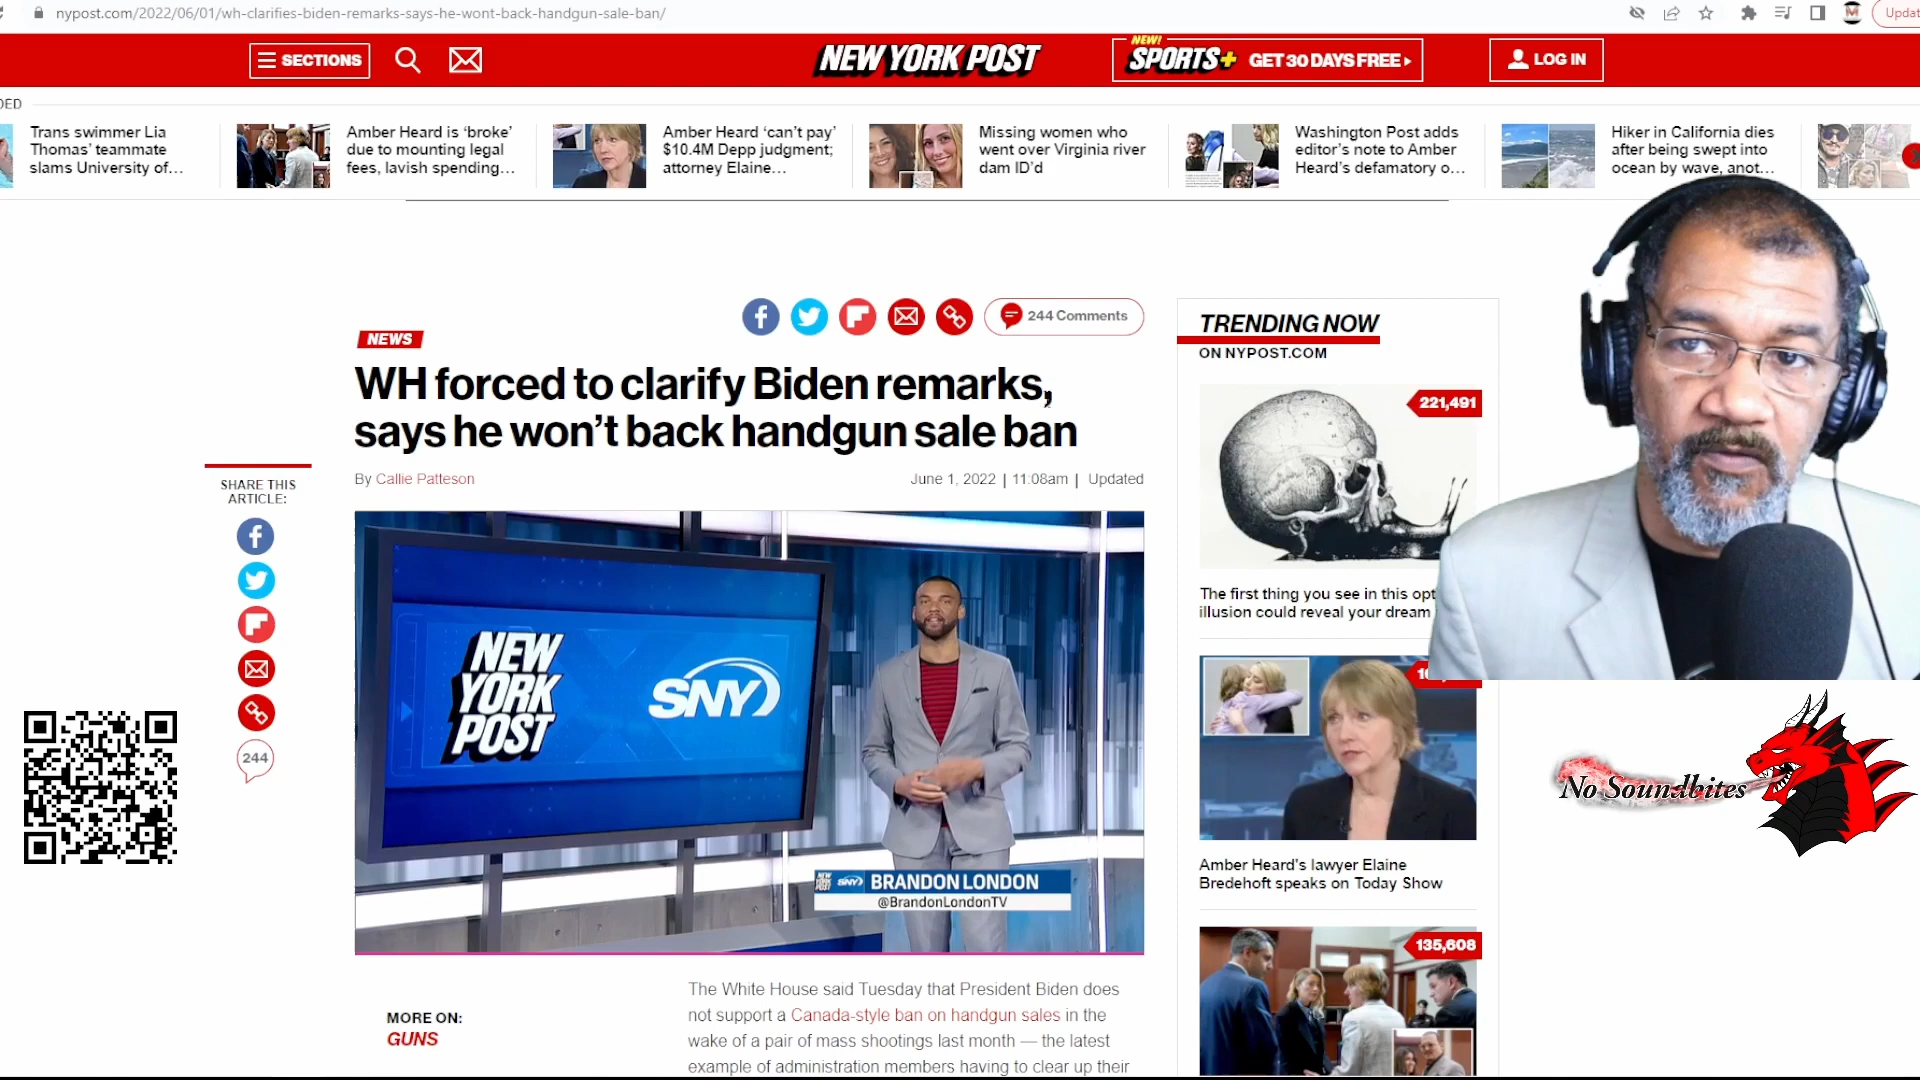 nypost.com/2022/06/01/wh-clarifies-biden-remarks-says-he-wont-back-handgun-sale-ban/
Updat
SECTIONS
NEW YORK POST
NEW!
SPORTS+ GET 30 DAYS FREE
LOG IN
DED
Trans swimmer Lia
Thomas’ teammate
slams University of...
Amber Heard is ‘broke’
due to mounting legal
fees, lavish spending...
Amber Heard ‘can’t pay’
$10.4M Depp judgment;
attorney Elaine...
Missing women who
went over Virginia river
dam ID’d
Washington Post adds
editor’s note to Amber
Heard’s defamatory o...
Hiker in California dies
after being swept into
ocean by wave, anot...
244 Comments
NEWS
WH forced to clarify Biden remarks,
says he won’t back handgun sale ban
By Callie Patteson
June 1, 2022 | 11:08am | Updated
SHARE THIS
ARTICLE:
244
NEW
YORK
POST
SNY
NEW YORK POST SNY BRANDON LONDON
@BrandonLondonTV
MORE ON:
GUNS
The White House said Tuesday that President Biden does
not support a Canada-style ban on handgun sales in the
wake of a pair of mass shootings last month — the latest
example of administration members having to clear up their
TRENDING NOW
ON NYPOST.COM
221,491
The first thing you see in this opt
illusion could reveal your dream
Amber Heard's lawyer Elaine
Bredehoft speaks on Today Show
135,608
No Soundbites